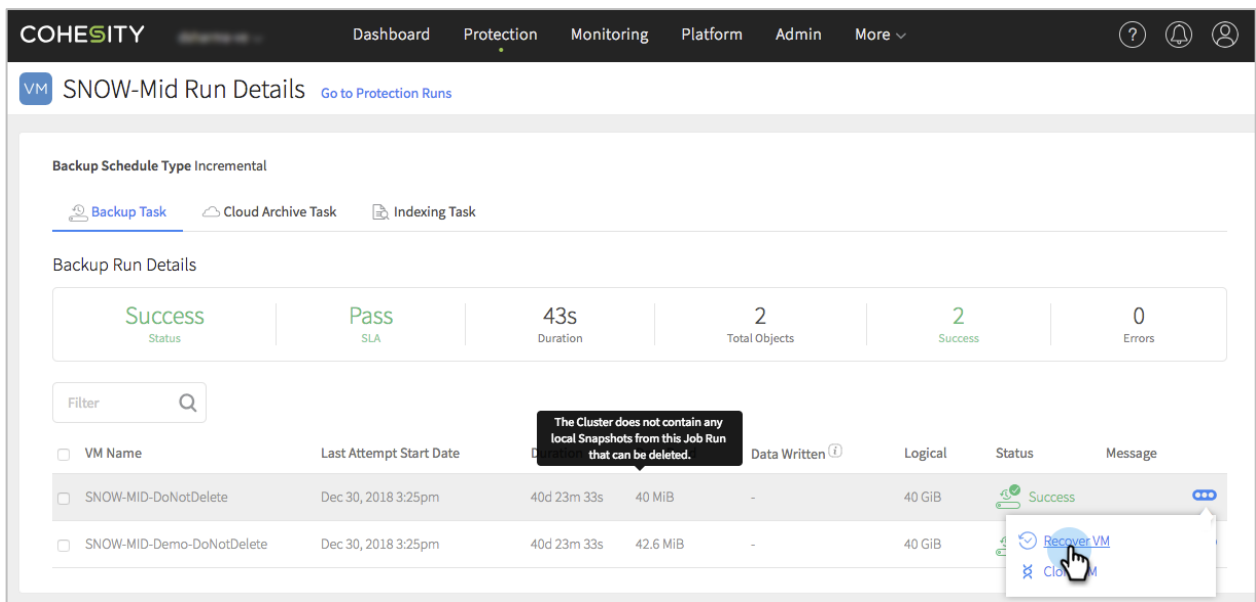 COHESITY Dashboard Protection Monitoring Platform Admin More ?
VM SNOW-Mid Run Details Go to Protection Runs
Backup Schedule Type Incremental
Backup Task Cloud Archive Task Indexing Task
Backup Run Details
Success Pass 43s 2 2 0
Status SLA Duration Total Objects Success Errors
Filter
The Cluster does not contain any
local Snapshots from this Job Run
that can be deleted.
VM Name Last Attempt Start Date Data Written i Logical Status Message
SNOW-MID-DoNotDelete Dec 30, 2018 3:25pm 40d 23m 33s 40 MiB - 40 GiB Success
SNOW-MID-Demo-DoNotDelete Dec 30, 2018 3:25pm 40d 23m 33s 42.6 MiB - 40 GiB
Recover VM